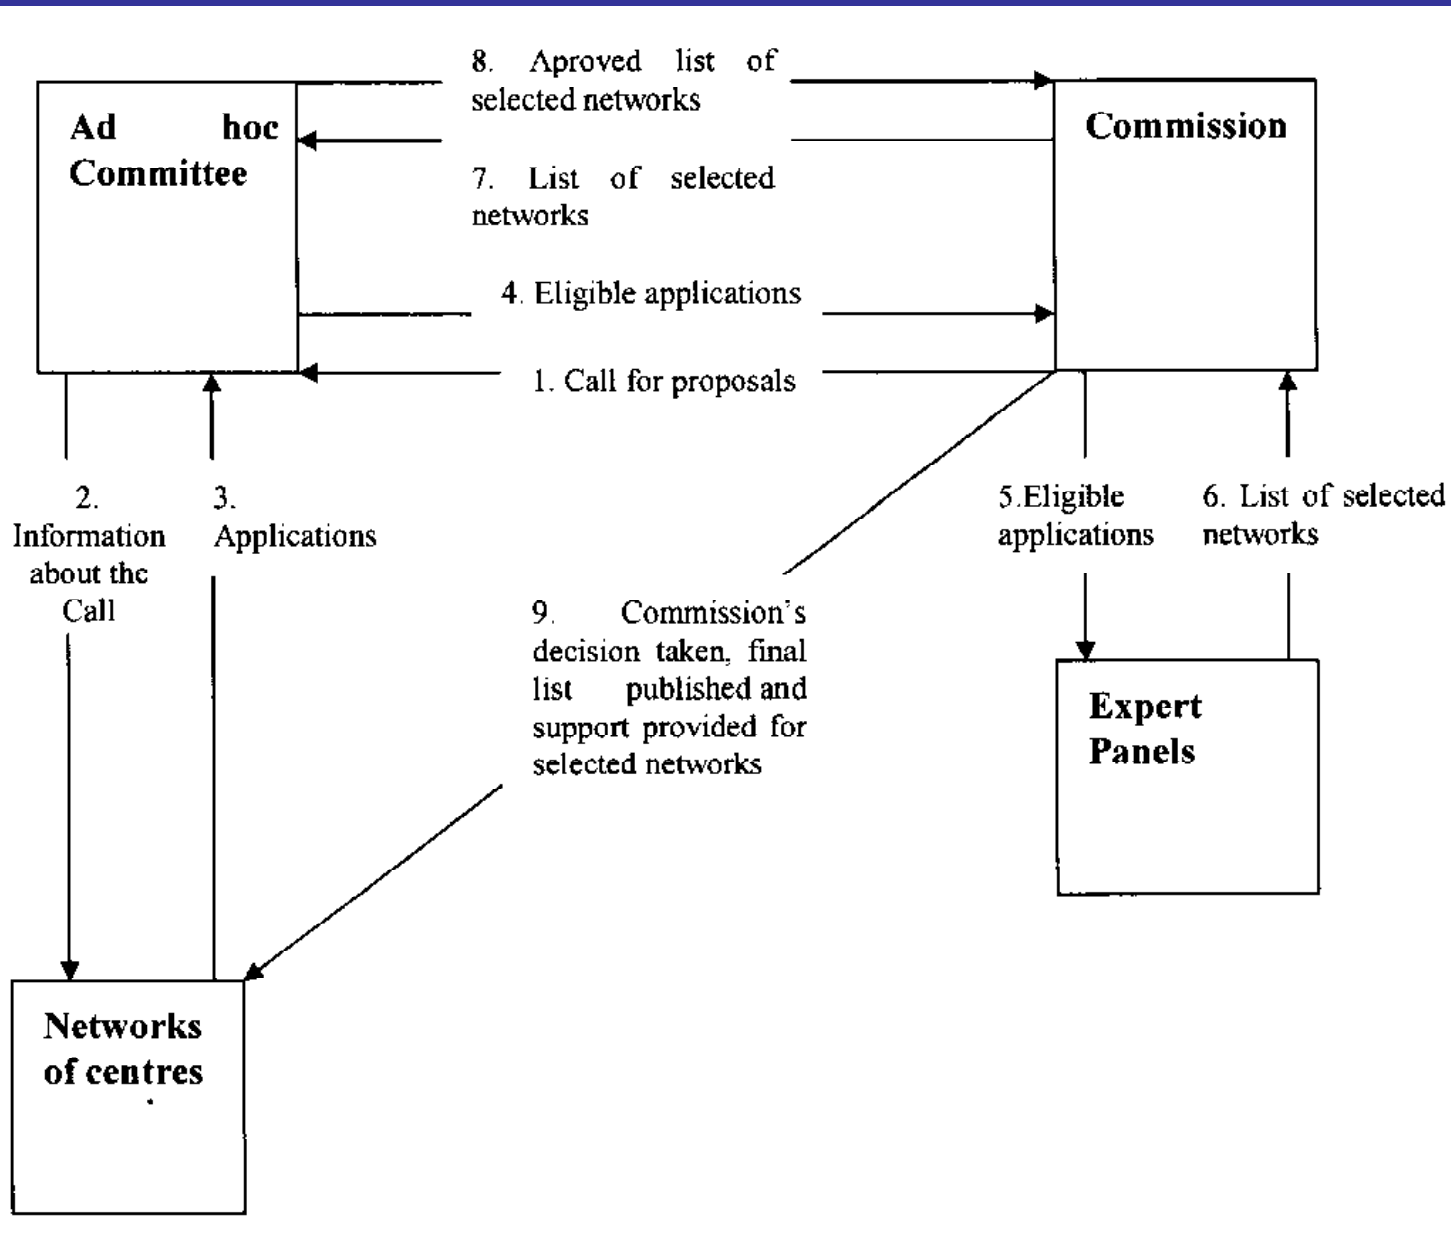 8. Aproved list of
selected networks
Ad hoc
Committee
Commission
7. List of selected
networks
4. Eligible applications
1. Call for proposals
2.
Information
about the
Call
3.
Applications
5.Eligible
applications
6. List of selected
networks
9. Commission's
decision taken, final
list published and
support provided for
selected networks
Expert
Panels
Networks
of centres